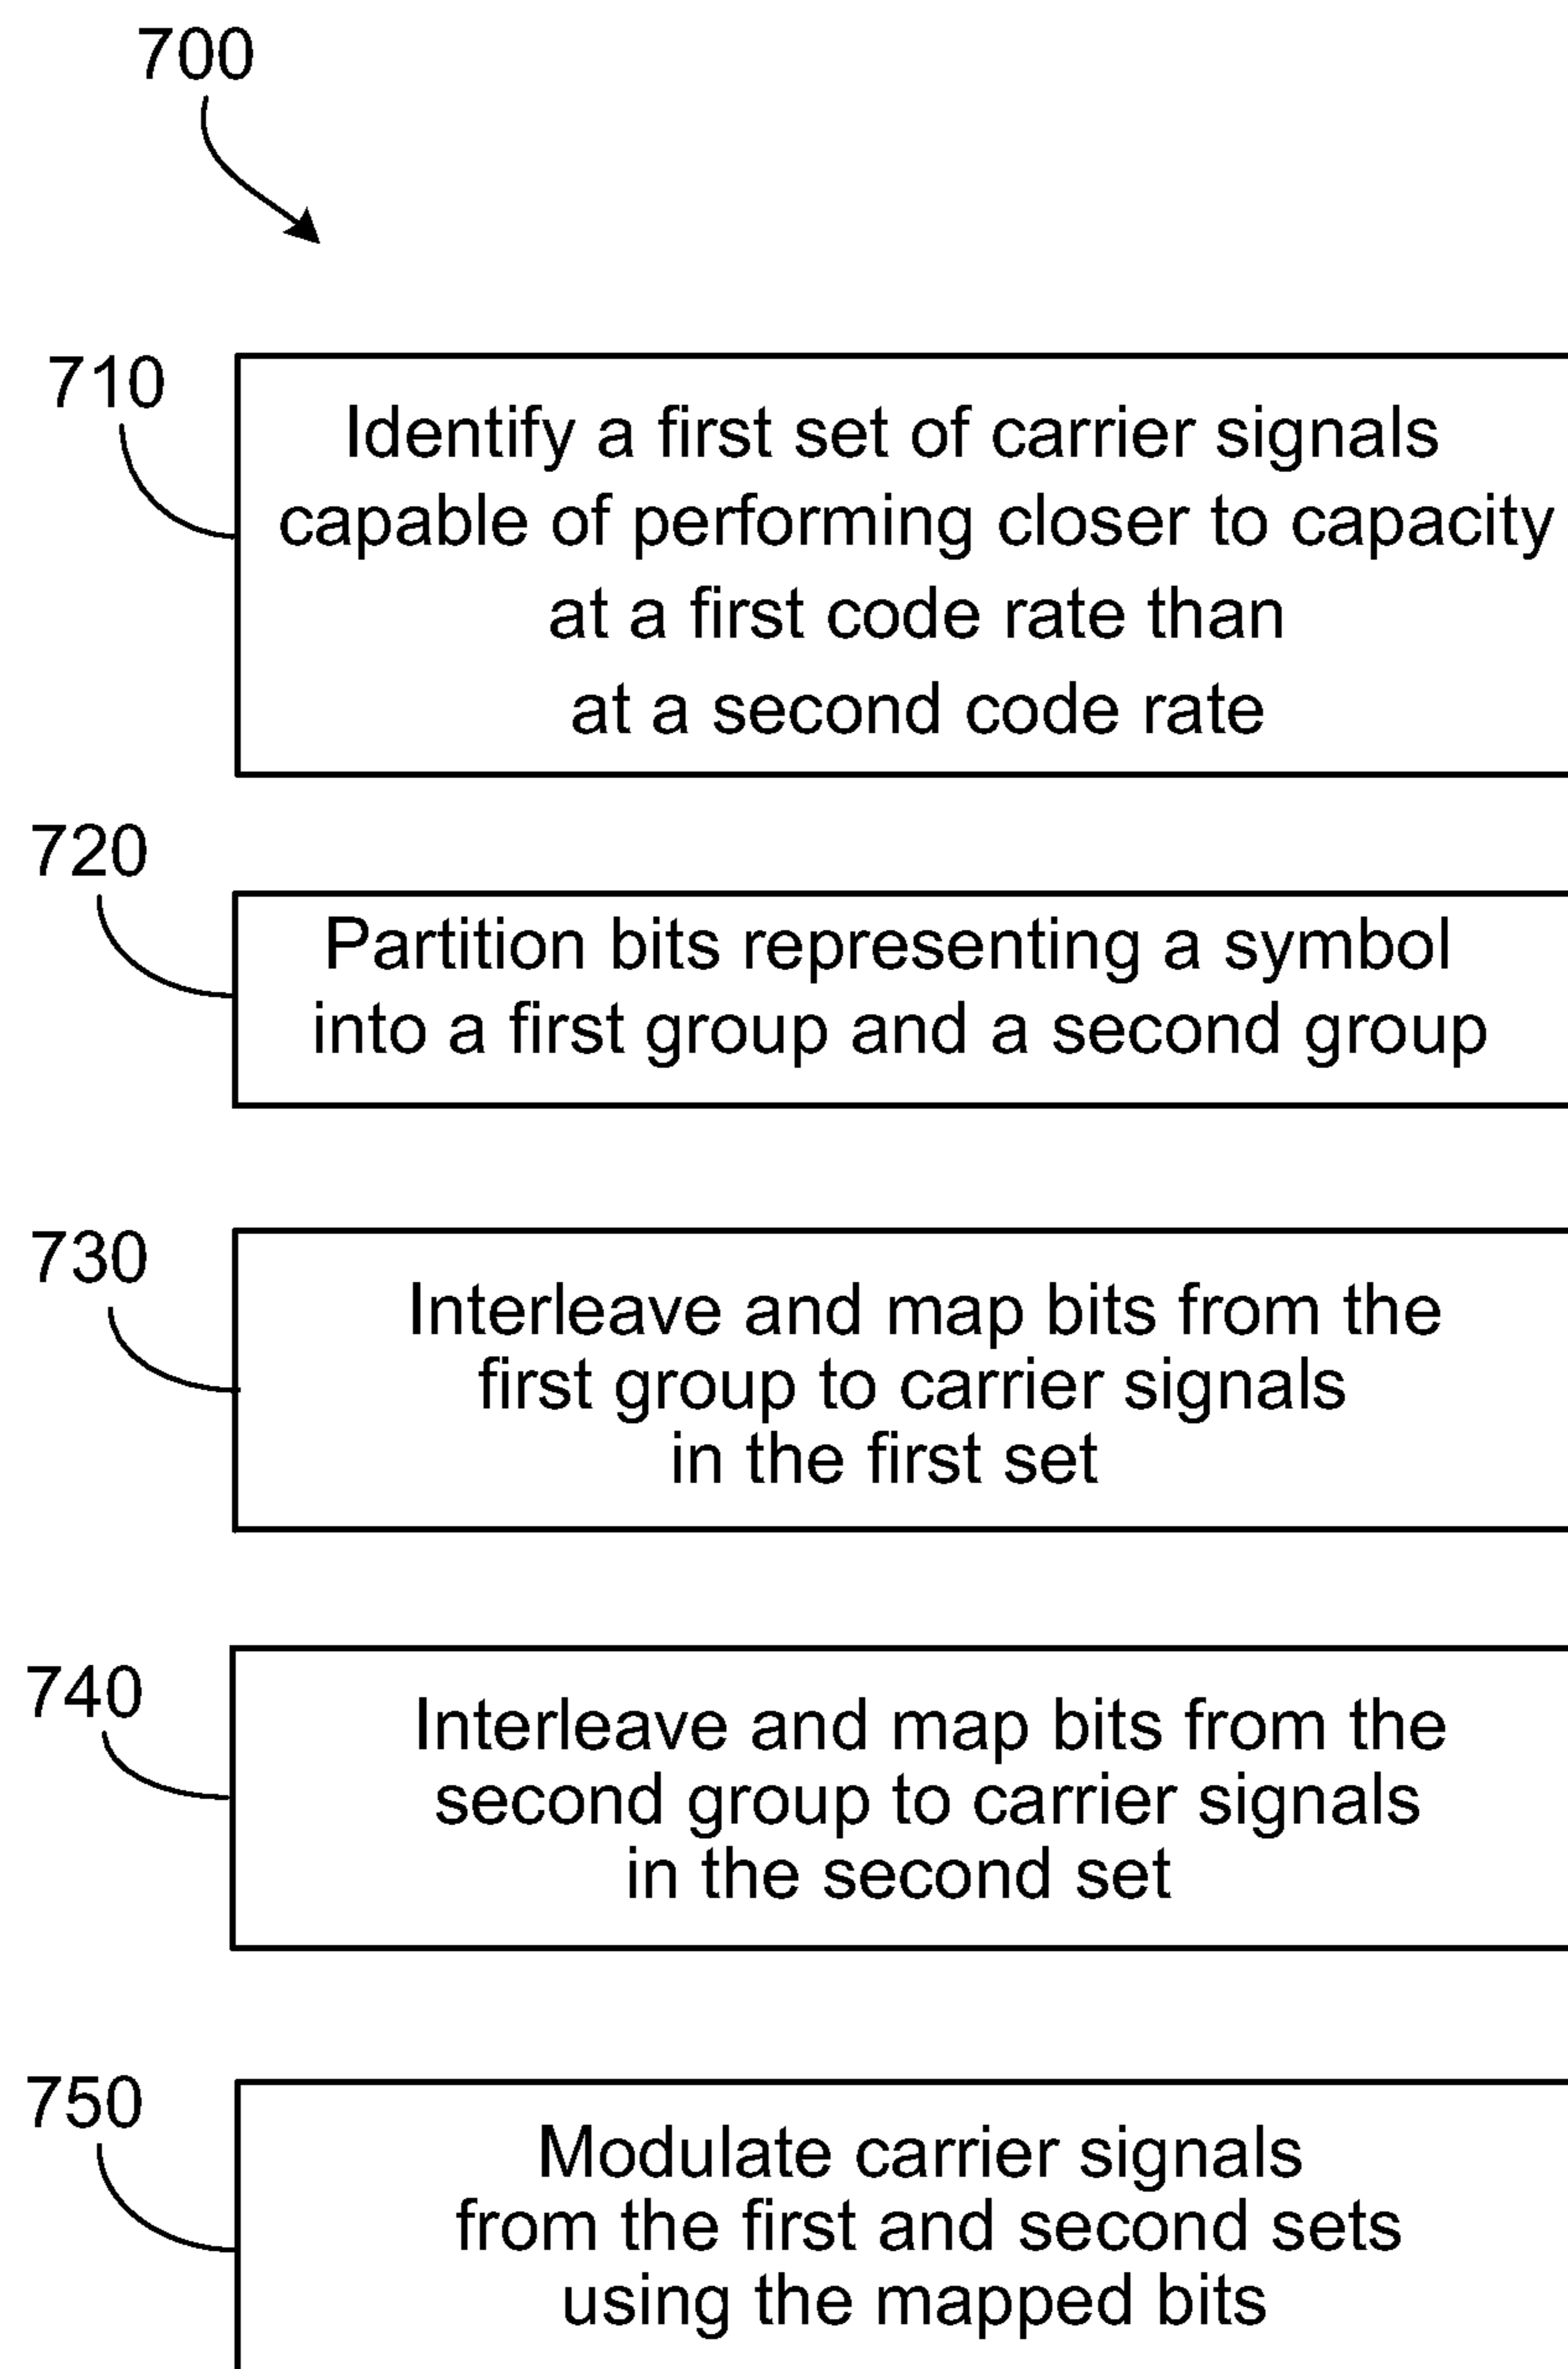 700
710
Identify a first set of carrier signals
capable of performing closer to capacity
at a first code rate than
at a second code rate
720
Partition bits representing a symbol
into a first group and a second group
730
Interleave and map bits from the
first group to carrier signals
in the first set
740
Interleave and map bits from the
second group to carrier signals
in the second set
750
Modulate carrier signals
from the first and second sets
using the mapped bits